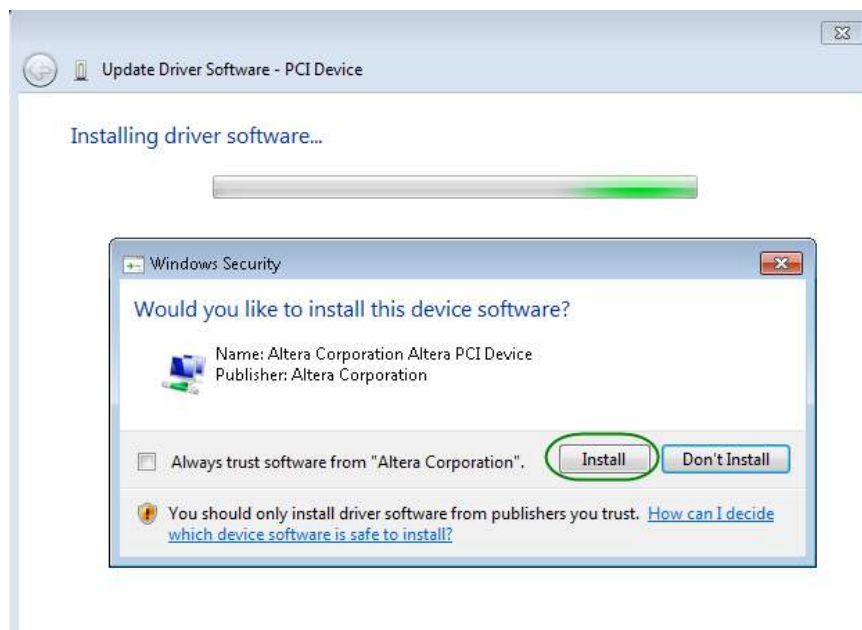 Update Driver Software - PCI Device
Installing driver software...
Windows Security
Would you like to install this device software?
Name: Altera Corporation Altera PCI Device
Publisher: Altera Corporation
Always trust software from "Altera Corporation".
Install
Don't Install
You should only install driver software from publishers you trust. How can I decide
which device software is safe to install?